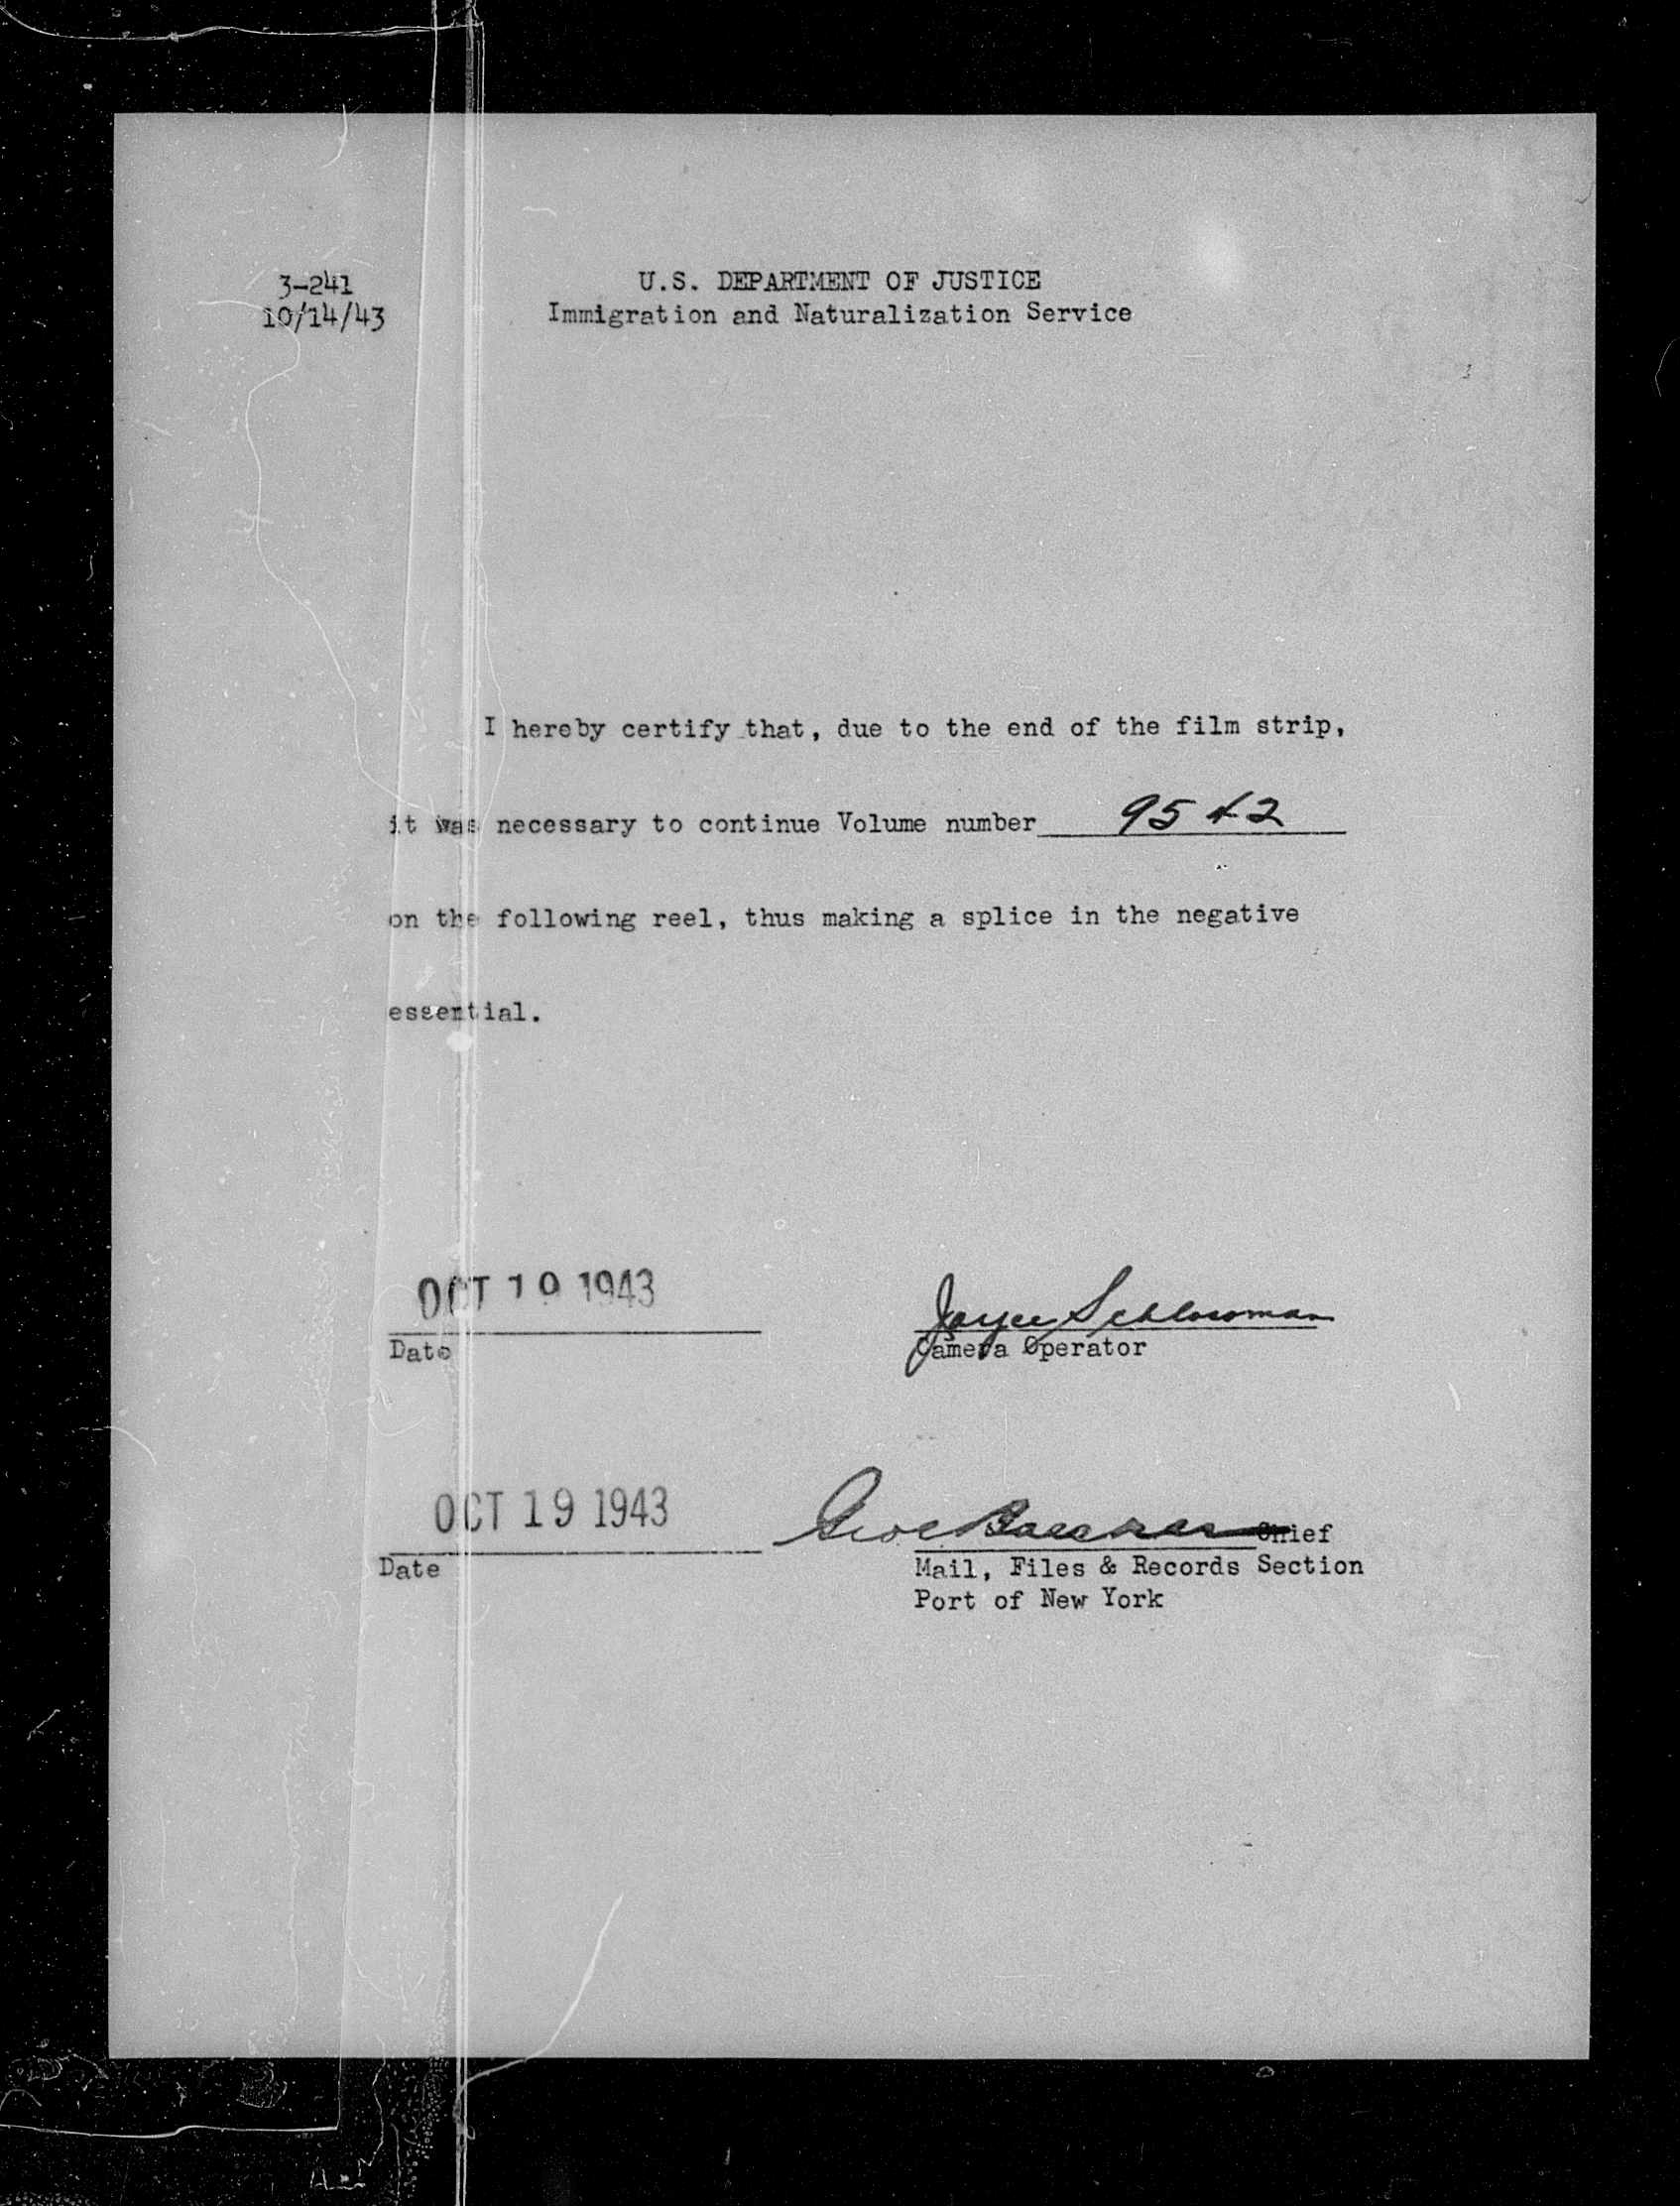 3-241
10/14/43
U.S. DEPARTMENT OF JUSTICE
Immigration and Naturalization Service
I hereby certify that, due to the end of the film strip,
it was necessary to continue Volume number 9542
on the following reel, thus making a splice in the negative
essential.
OCT 19 1943
Date
Joyce Schlossman
Camera Operator
OCT 19 1943
Date
Chief
Mail, Files & Records Section
Port of New York